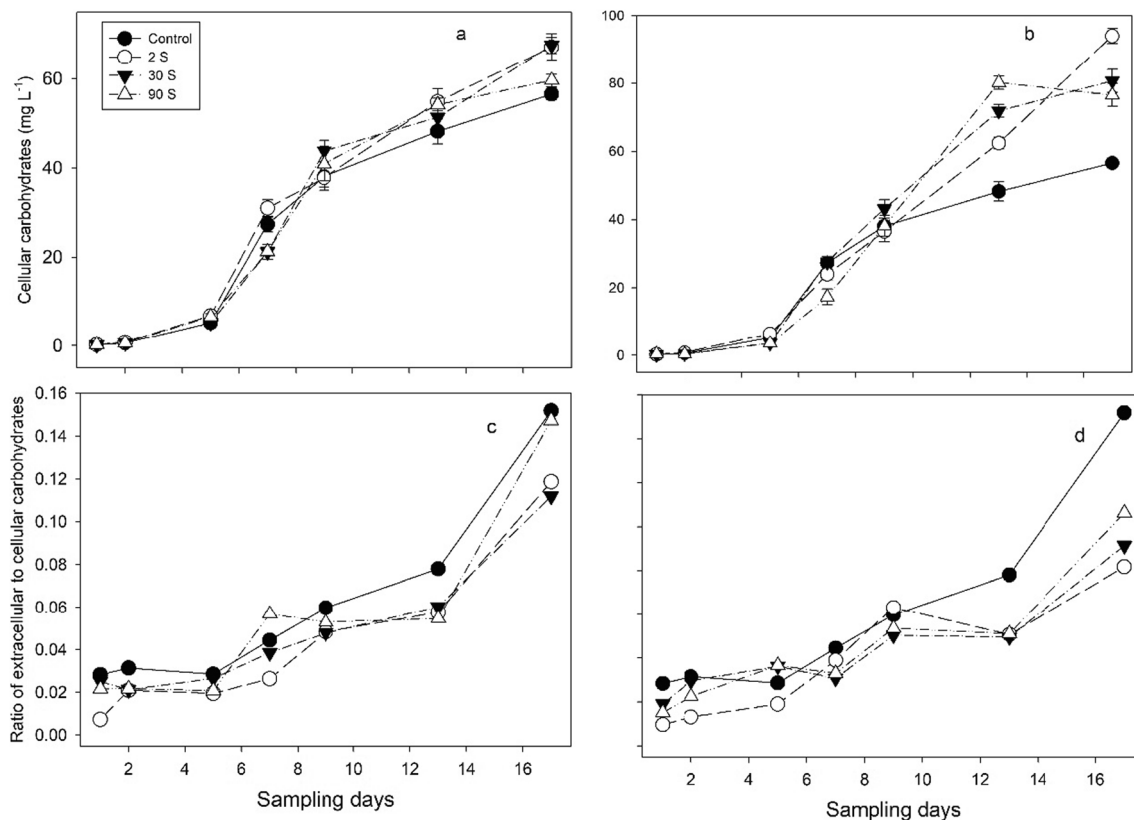 Control
2 S
30 S
90 S
a
b
Cellular carbohydrates (mg L-1)
60
40
20
0
100
80
60
40
20
0
c
d
Ratio of extracellular to cellular carbohydrates
0.16
0.14
0.12
0.10
0.08
0.06
0.04
0.02
0.00
2 4 6 8 10 12 14 16
2 4 6 8 10 12 14 16
Sampling days
Sampling days